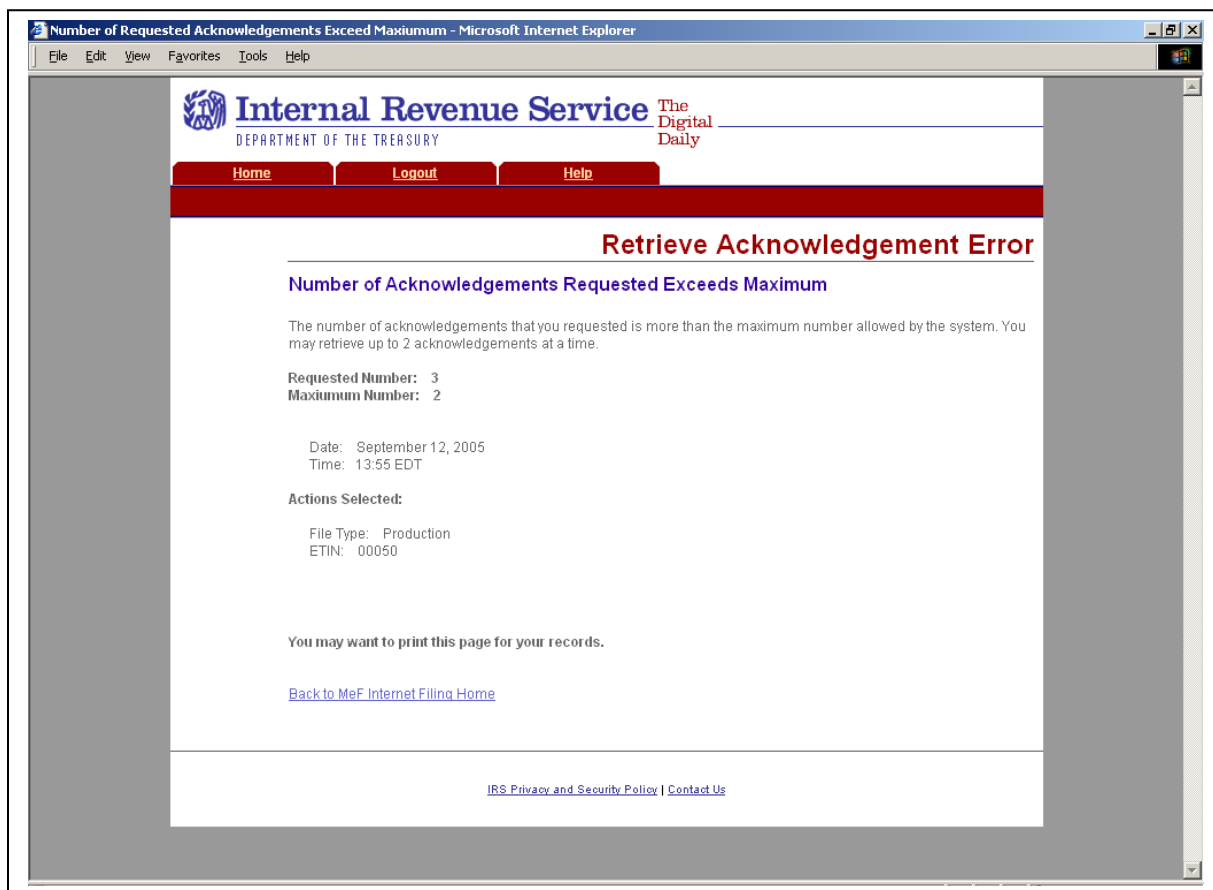 Number of Requested Acknowledgements Exceed Maxiumum - Microsoft Internet Explorer
File Edit View Favorites Tools Help
Internal Revenue Service
DEPARTMENT OF THE TREASURY
The
Digital
Daily
Home Logout Help
Retrieve Acknowledgement Error
Number of Acknowledgements Requested Exceeds Maximum
The number of acknowledgements that you requested is more than the maximum number allowed by the system. You
may retrieve up to 2 acknowledgements at a time.
Requested Number: 3
Maxiumum Number: 2
Date: September 12, 2005
Time: 13:55 EDT
Actions Selected:
File Type: Production
ETIN: 00050
You may want to print this page for your records.
Back to MeF Internet Filing Home
IRS Privacy and Security Policy | Contact Us